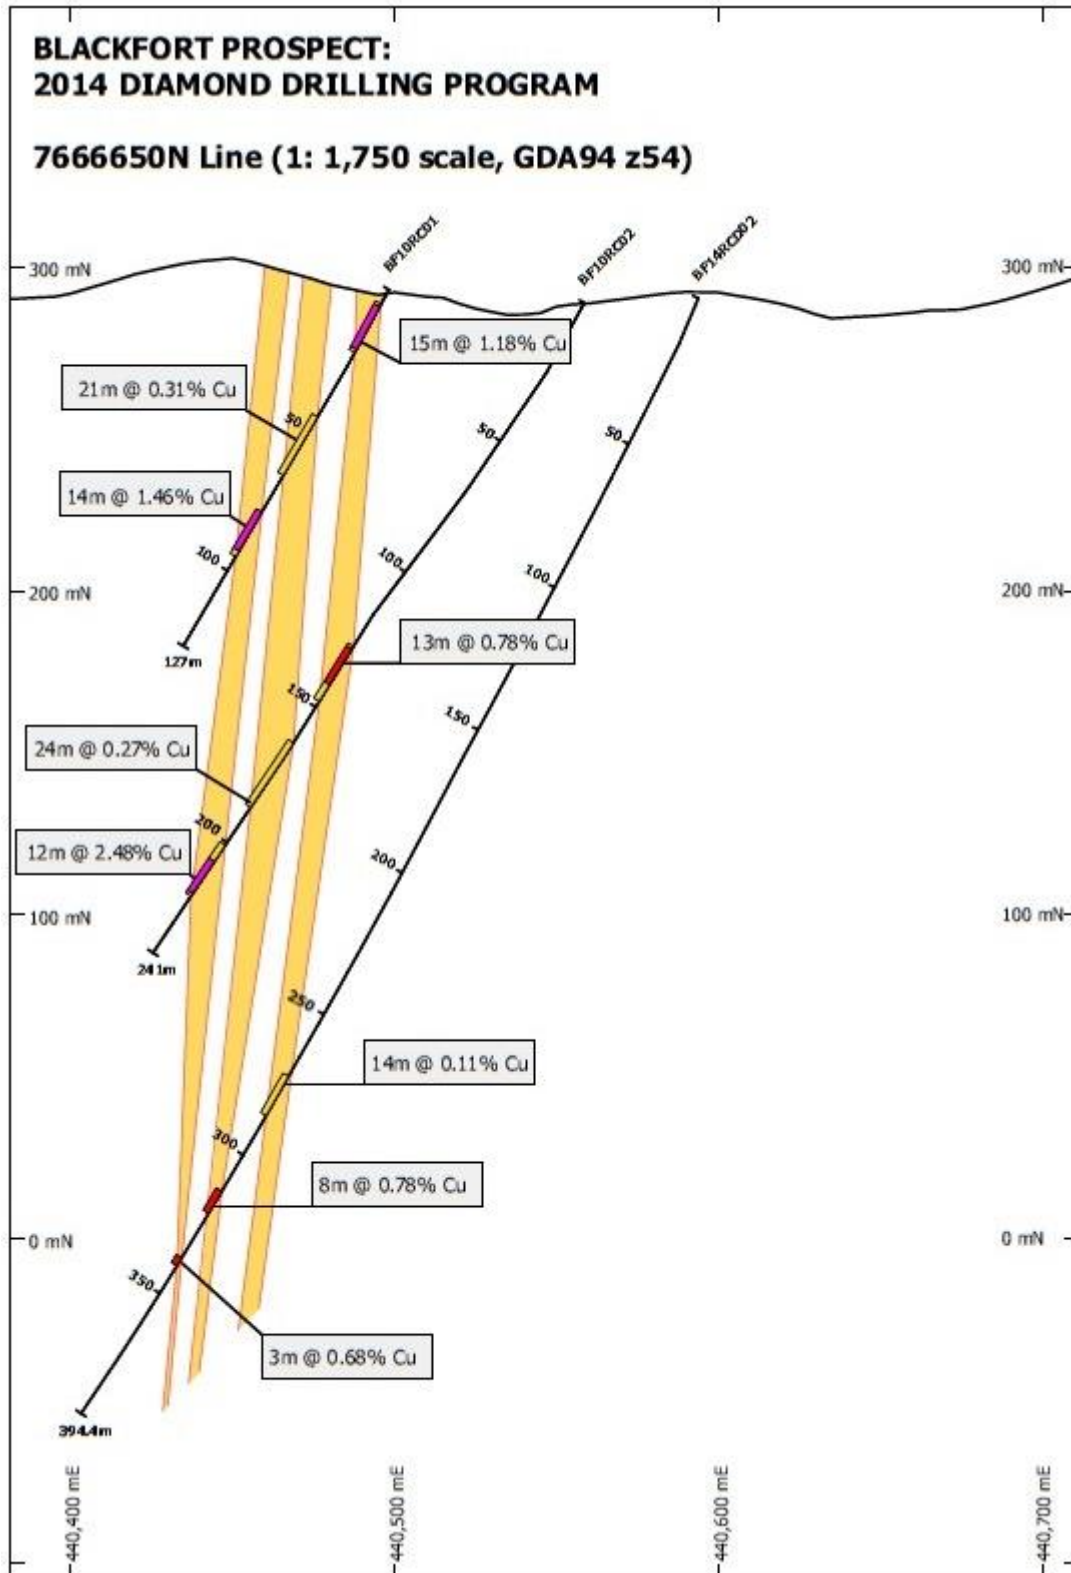 BLACKFORT PROSPECT:
2014 DIAMOND DRILLING PROGRAM
7666650N Line (1: 1,750 scale, GDA94 z54)
BF10RC01
BF10RC02
BF14RCD02
300 mN
300 mN
15m @ 1.18% Cu
21m @ 0.31% Cu
50
50
50
14m @ 1.46% Cu
100
100
100
200 mN
200 mN
127m
13m @ 0.78% Cu
150
150
24m @ 0.27% Cu
200
12m @ 2.48% Cu
200
100 mN
100 mN
241m
250
14m @ 0.11% Cu
300
8m @ 0.78% Cu
0 mN
0 mN
350
3m @ 0.68% Cu
394.4m
440,400 mE
440,500 mE
440,600 mE
440,700 mE